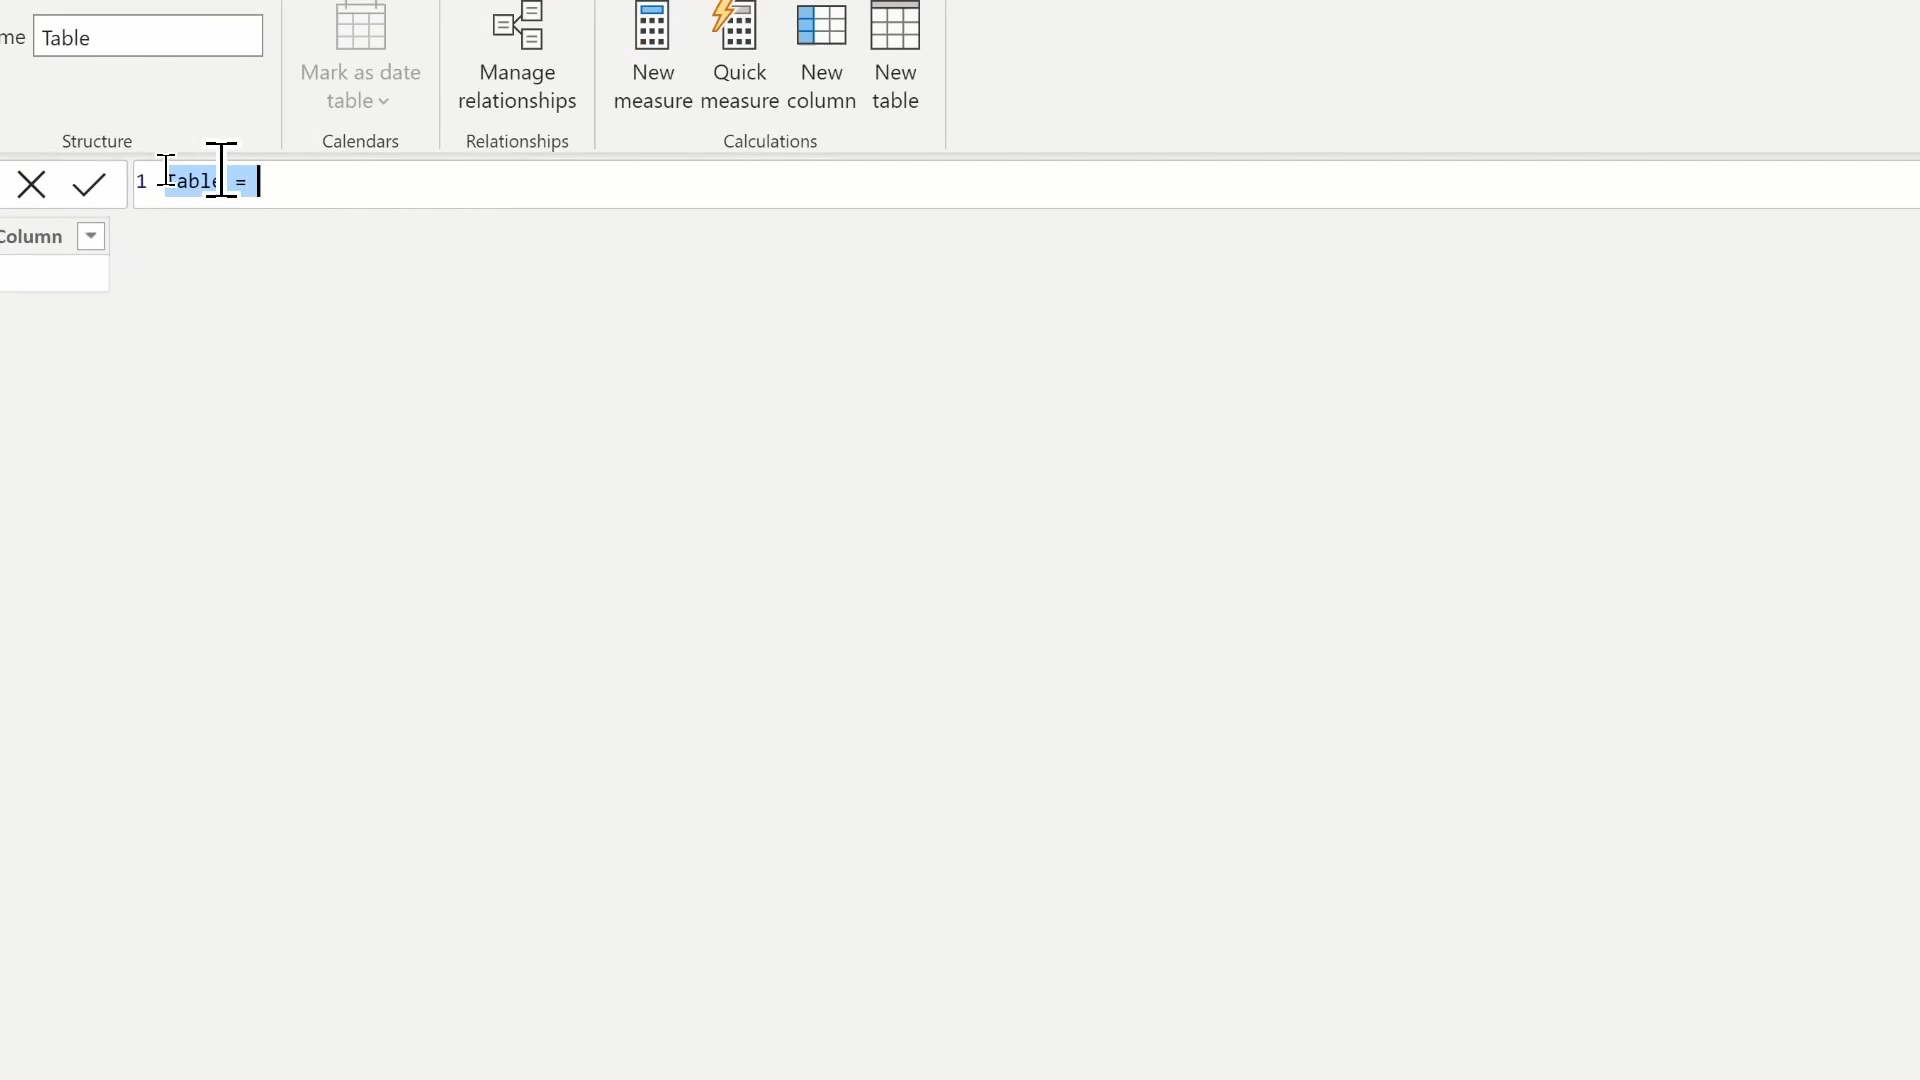 me Table
Mark as date
table
Manage
relationships
New
measure
Quick
measure
New
column
New
table
Structure
Calendars
Relationships
Calculations
1 Table =
Column